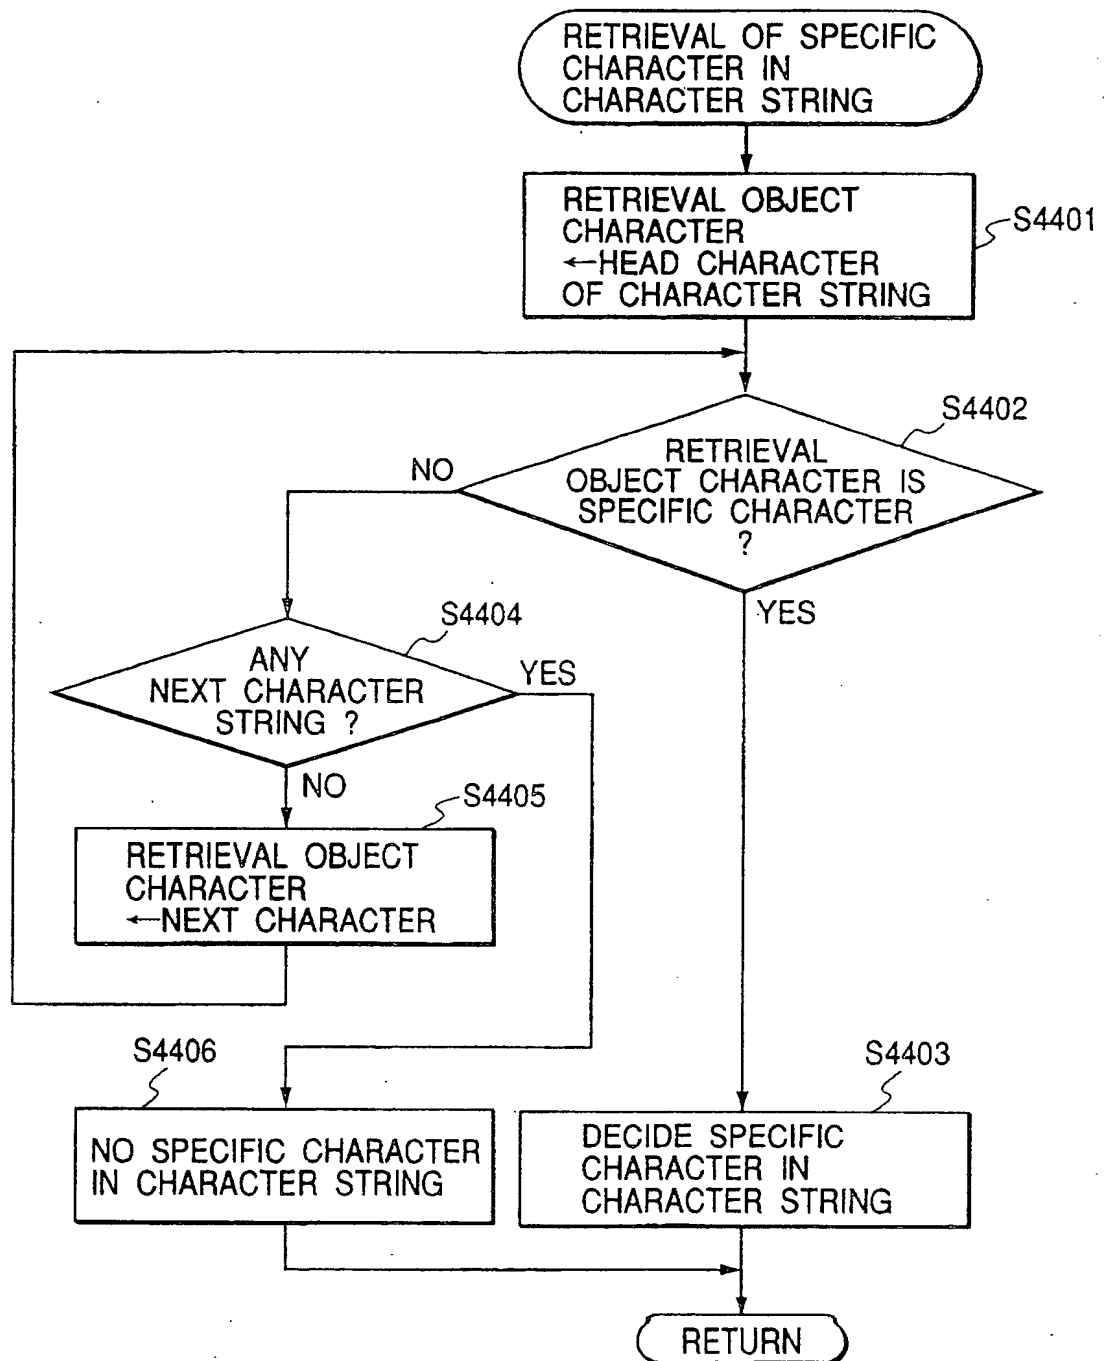 RETRIEVAL OF SPECIFIC
CHARACTER IN
CHARACTER STRING
RETRIEVAL OBJECT
CHARACTER
←HEAD CHARACTER
OF CHARACTER STRING
S4401
S4402
RETRIEVAL
OBJECT CHARACTER IS
SPECIFIC CHARACTER
?
NO
YES
S4404
ANY
NEXT CHARACTER
STRING ?
YES
NO
S4405
RETRIEVAL OBJECT
CHARACTER
←NEXT CHARACTER
S4406
NO SPECIFIC CHARACTER
IN CHARACTER STRING
S4403
DECIDE SPECIFIC
CHARACTER IN
CHARACTER STRING
RETURN